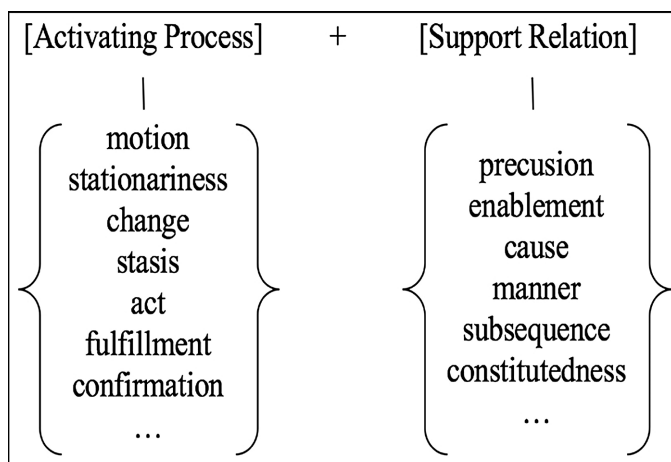 [Activating Process] + [Support Relation]
motion
stationariness
change
stasis
act
fulfillment
confirmation
...
precusion
enablement
cause
manner
subsequence
constitutedness
...